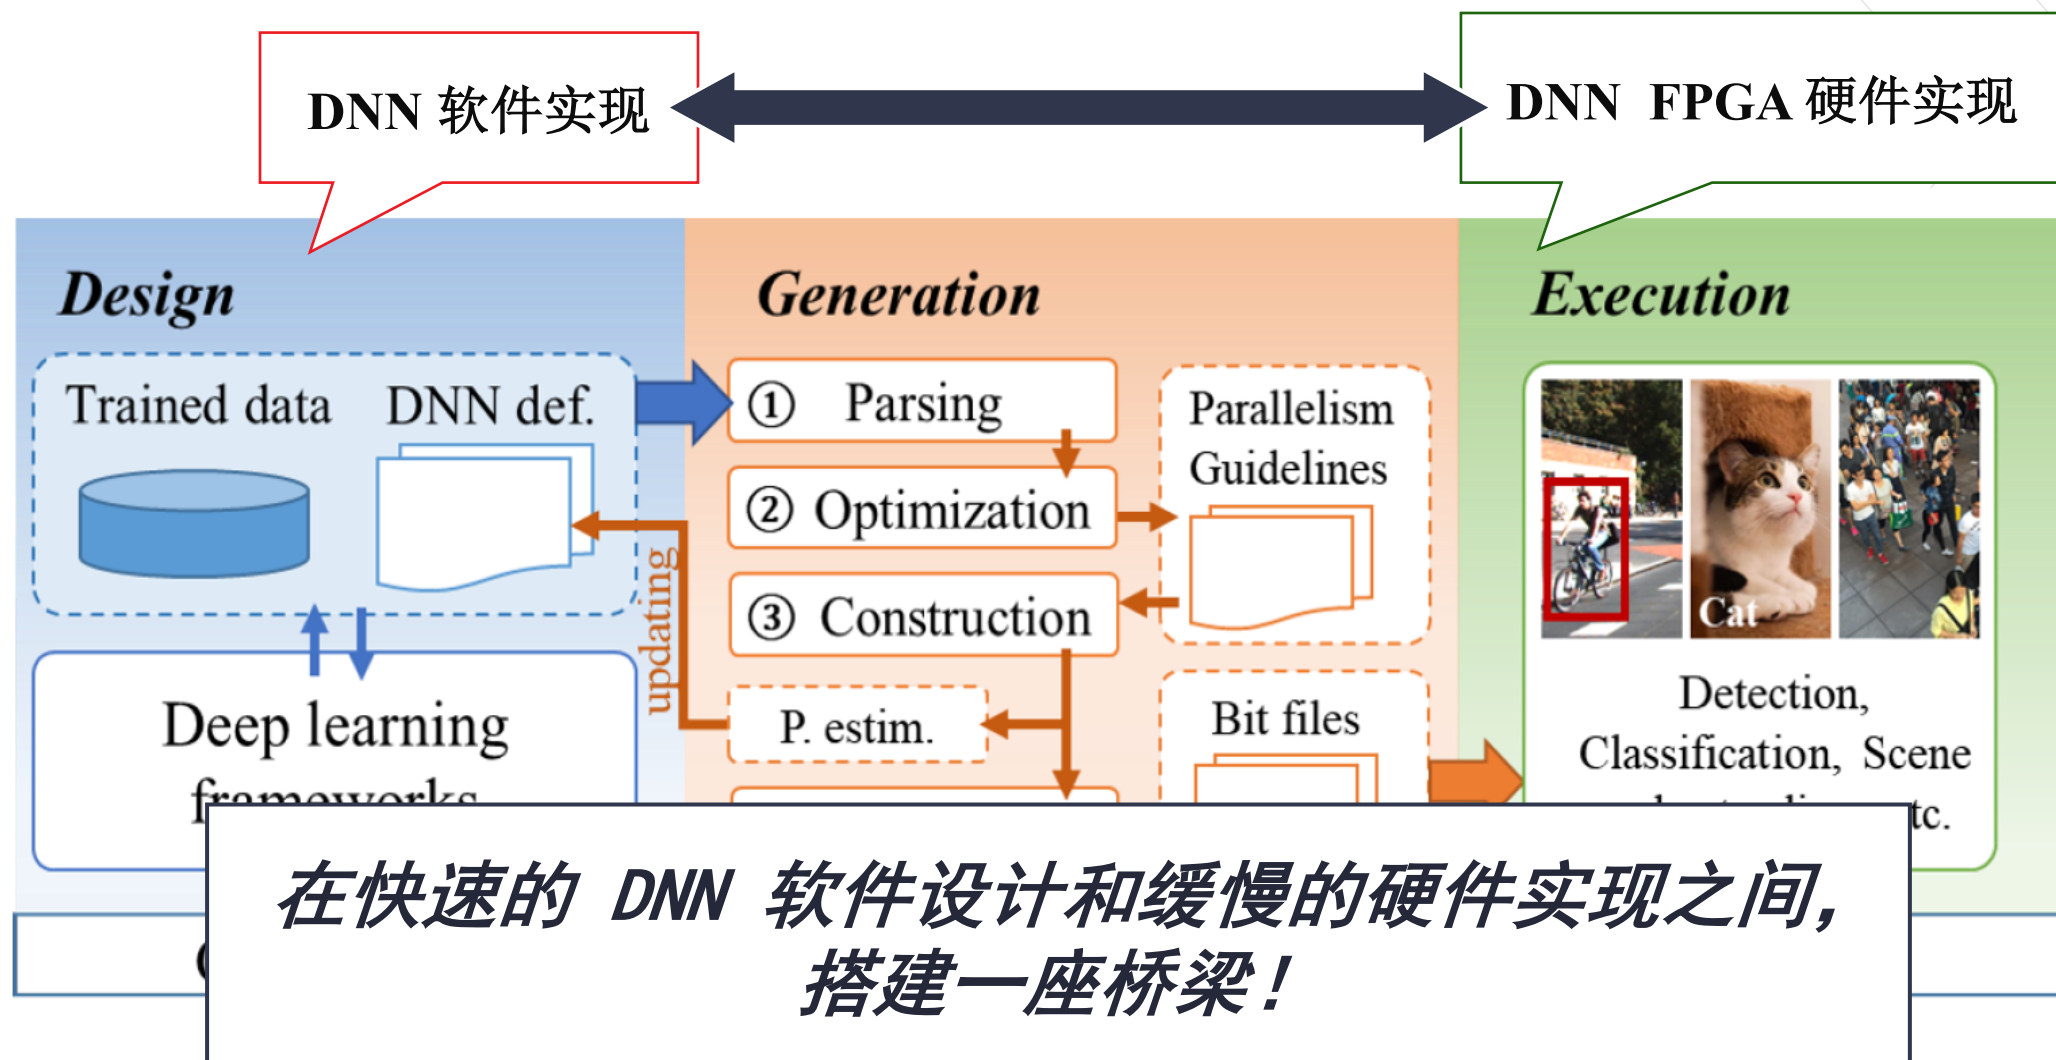 DNN 软件实现
DNN FPGA 硬件实现
Design
Generation
Execution
Trained data
DNN def.
① Parsing
② Optimization
③ Construction
P. estim.
updating
Parallelism
Guidelines
Bit files
Deep learning
frameworks
Cat
Detection,
Classification, Scene
tc.
在快速的 DNN 软件设计和缓慢的硬件实现之间,
搭建一座桥梁!